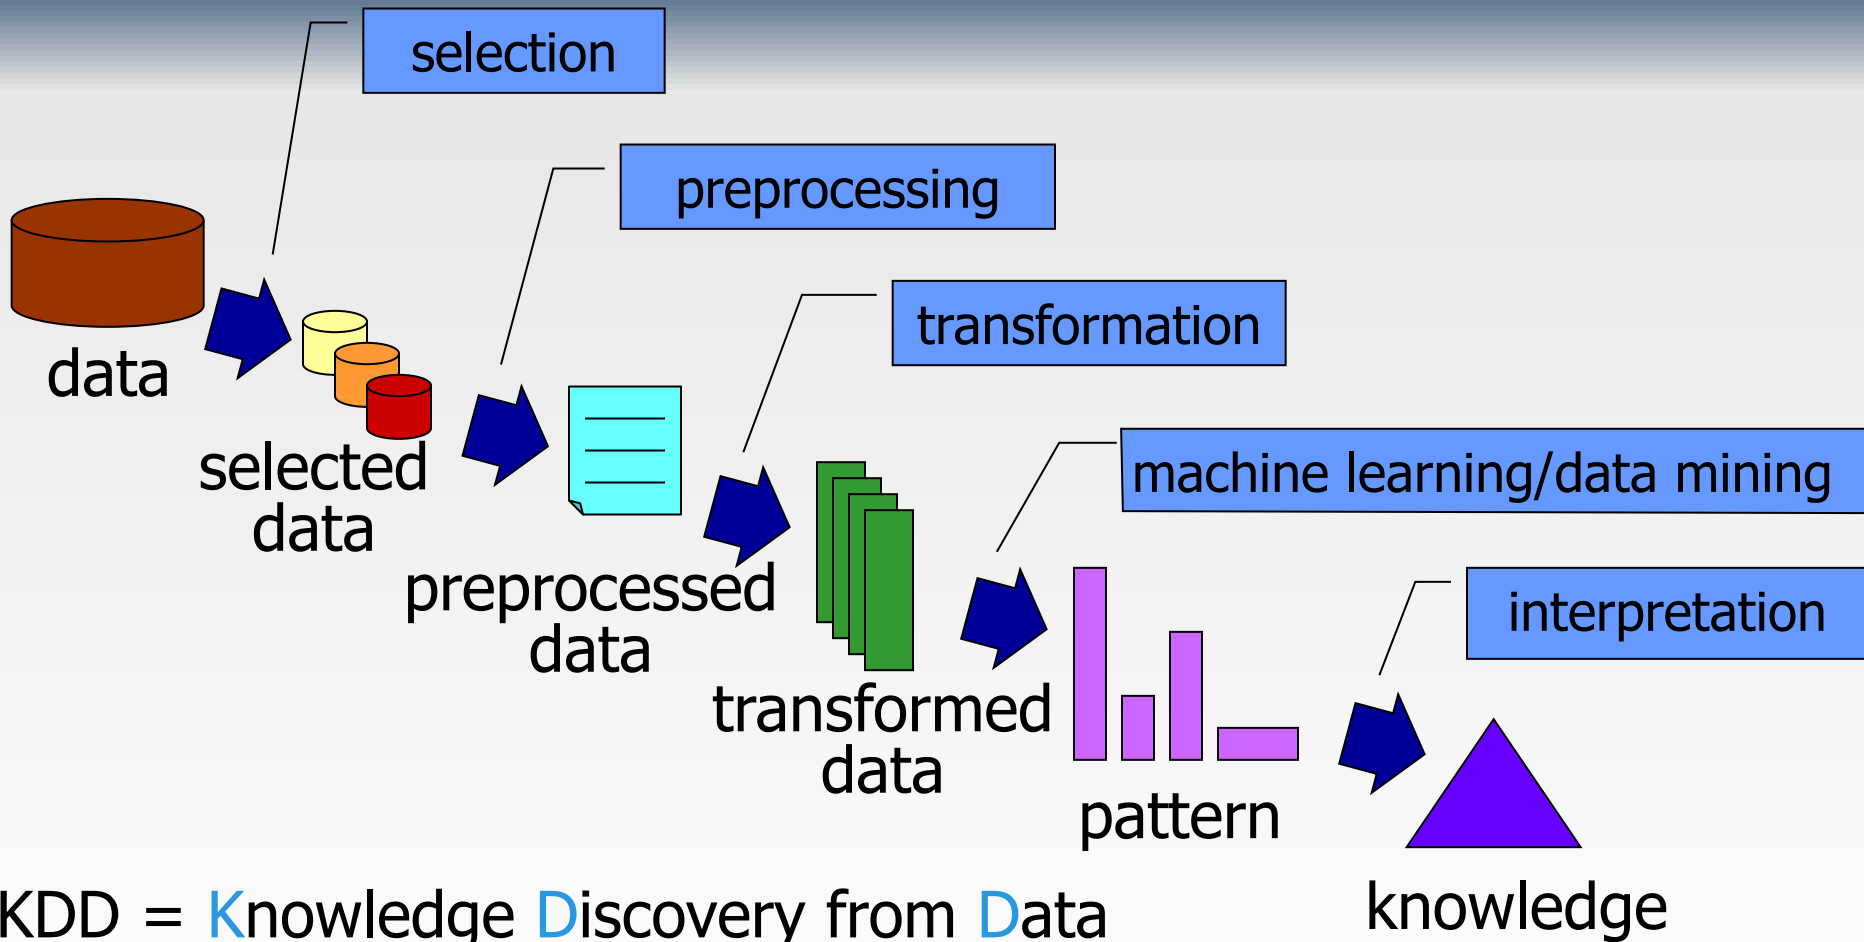 selection
preprocessing
transformation
data
selected
data
machine learning/data mining
preprocessed
data
interpretation
transformed
data
pattern
knowledge
KDD = Knowledge Discovery from Data